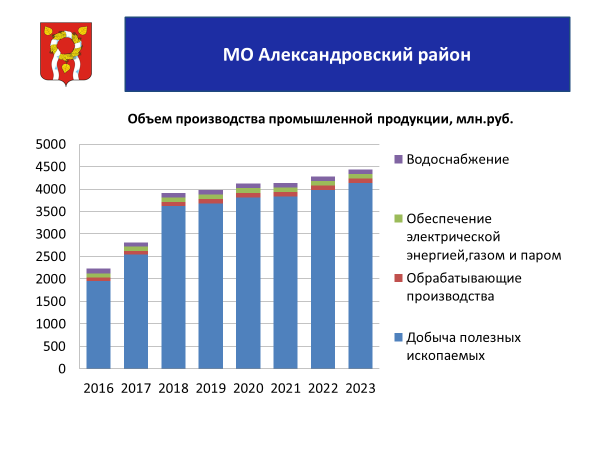 МО Александровский район
Объем производства промышленной продукции, млн.руб.
5000
4500
4000
3500
3000
2500
2000
1500
1000
500
0
2016 2017 2018 2019 2020 2021 2022 2023
Водоснабжение
Обеспечение
электрической
энергией,газом и паром
Обрабатывающие
производства
Добыча полезных
ископаемых